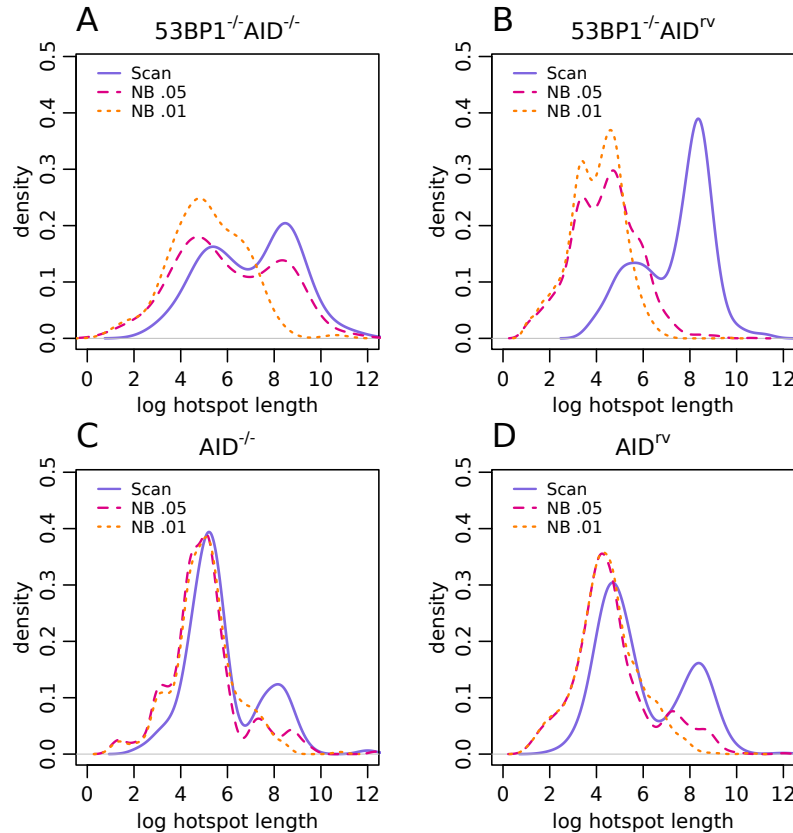 A
53BP1-/-AID-/-
Scan
NB .05
NB .01
density
0.0 0.1 0.2 0.3 0.4 0.5
0 2 4 6 8 10 12
log hotspot length
B
53BP1-/-AIDrv
Scan
NB .05
NB .01
density
0.0 0.1 0.2 0.3 0.4 0.5
0 2 4 6 8 10 12
log hotspot length
C
AID-/-
Scan
NB .05
NB .01
density
0.0 0.1 0.2 0.3 0.4 0.5
0 2 4 6 8 10 12
log hotspot length
D
AIDrv
Scan
NB .05
NB .01
density
0.0 0.1 0.2 0.3 0.4 0.5
0 2 4 6 8 10 12
log hotspot length